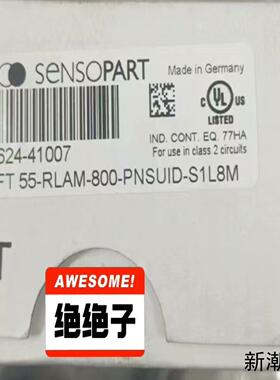 SENSOPART
Made in Germany
624-41007
UL
LISTED
IND. CONT. EQ. 77HA
For use in class 2 circuits
FT 55-RLAM-800-PNSUID-S1L8M
T
AWESOME!
绝绝子
新潮